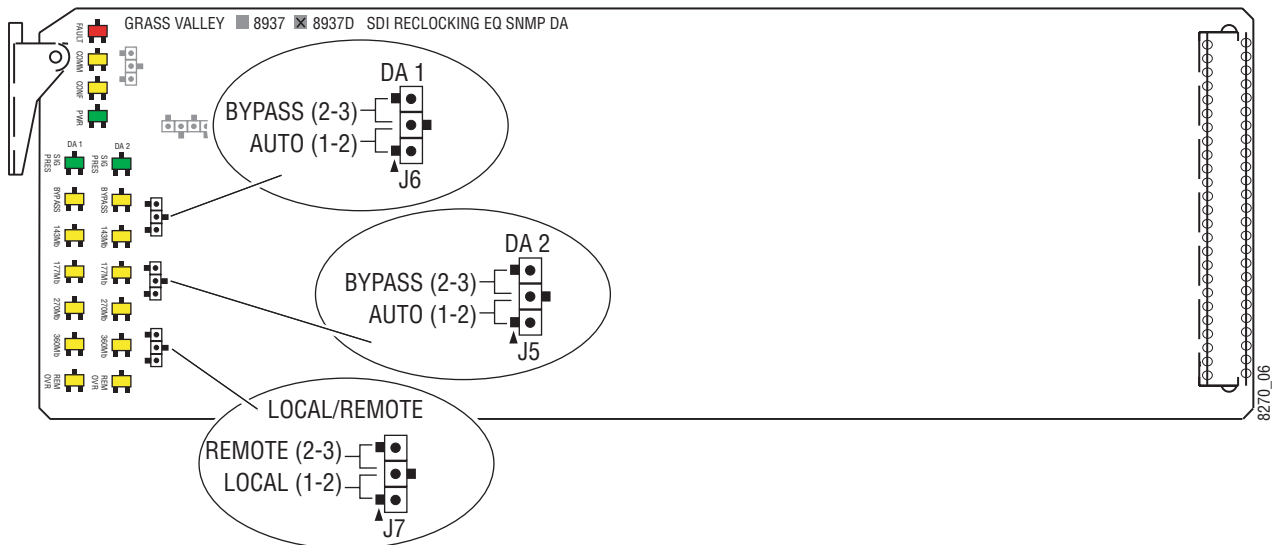 GRASS VALLEY 8937 8937D SDI RECLOCKING EQ SNMP DA
FAULT
COMM
CONF
PWR
DA 1
BYPASS (2-3)
AUTO (1-2)
J6
DA 1 DA 2
SIG PRES SIG PRES
BYPASS BYPASS
143Mb 143Mb
177Mb 177Mb
270Mb 270Mb
360Mb 360Mb
REM OVR REM OVR
DA 2
BYPASS (2-3)
AUTO (1-2)
J5
LOCAL/REMOTE
REMOTE (2-3)
LOCAL (1-2)
J7
8270_06